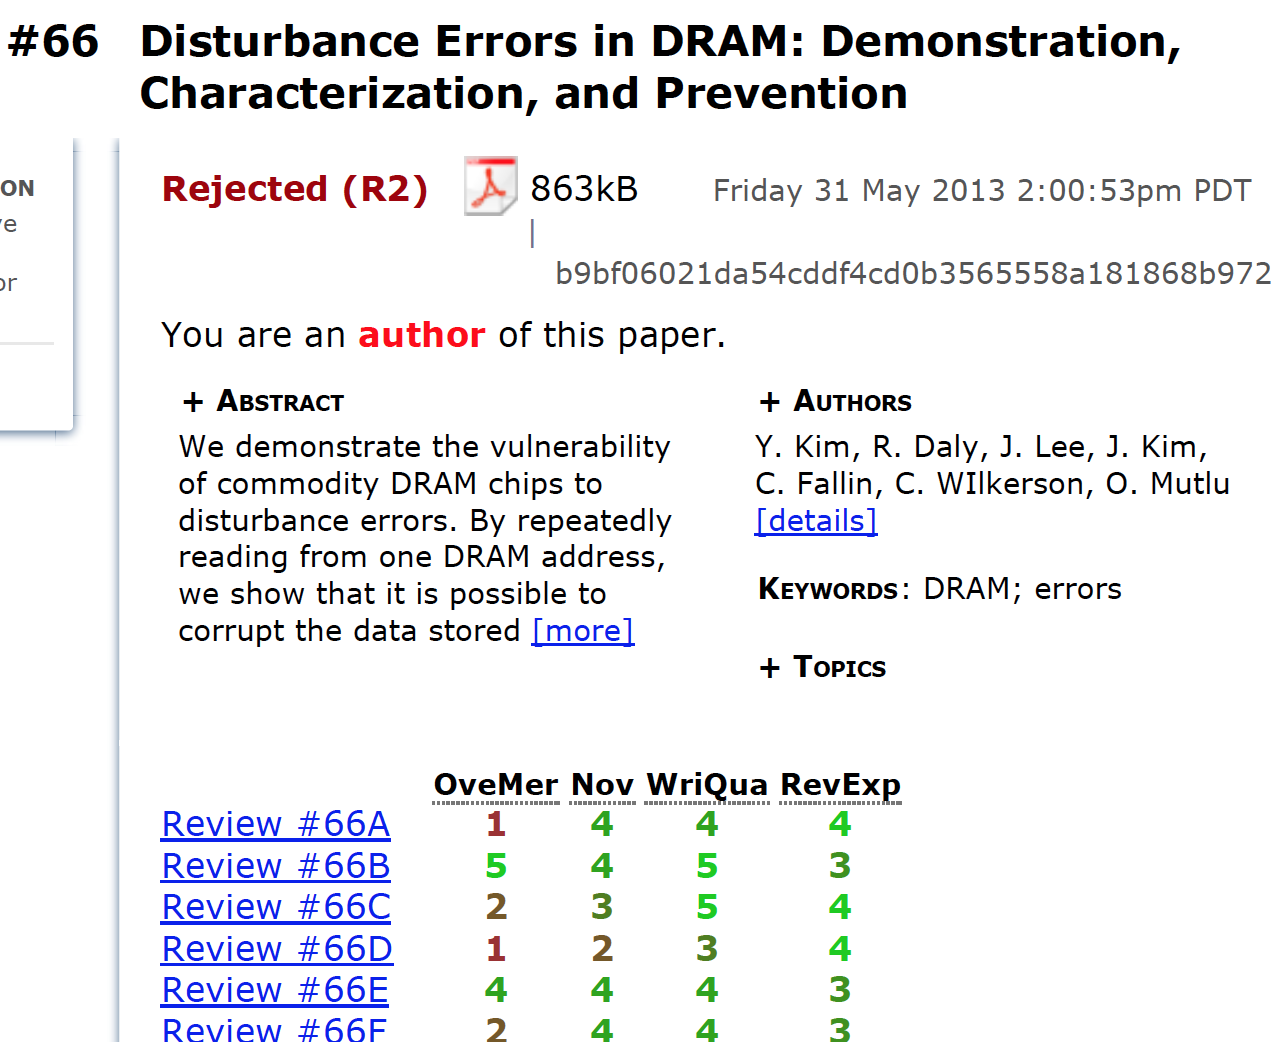 #66 Disturbance Errors in DRAM: Demonstration,
Characterization, and Prevention
ON
Rejected (R2) 863kB Friday 31 May 2013 2:00:53pm PDT
|
b9bf06021da54cddf4cd0b3565558a181868b972
You are an author of this paper.
+ ABSTRACT
We demonstrate the vulnerability
of commodity DRAM chips to
disturbance errors. By repeatedly
reading from one DRAM address,
we show that it is possible to
corrupt the data stored [more]
+ AUTHORS
Y. Kim, R. Daly, J. Lee, J. Kim,
C. Fallin, C. WIlkerson, O. Mutlu
[details]
KEYWORDS: DRAM; errors
+ TOPICS
OveMer Nov WriQua RevExp
Review #66A 1 4 4 4
Review #66B 5 4 5 3
Review #66C 2 3 5 4
Review #66D 1 2 3 4
Review #66E 4 4 4 3
Review #66F 2 4 4 3